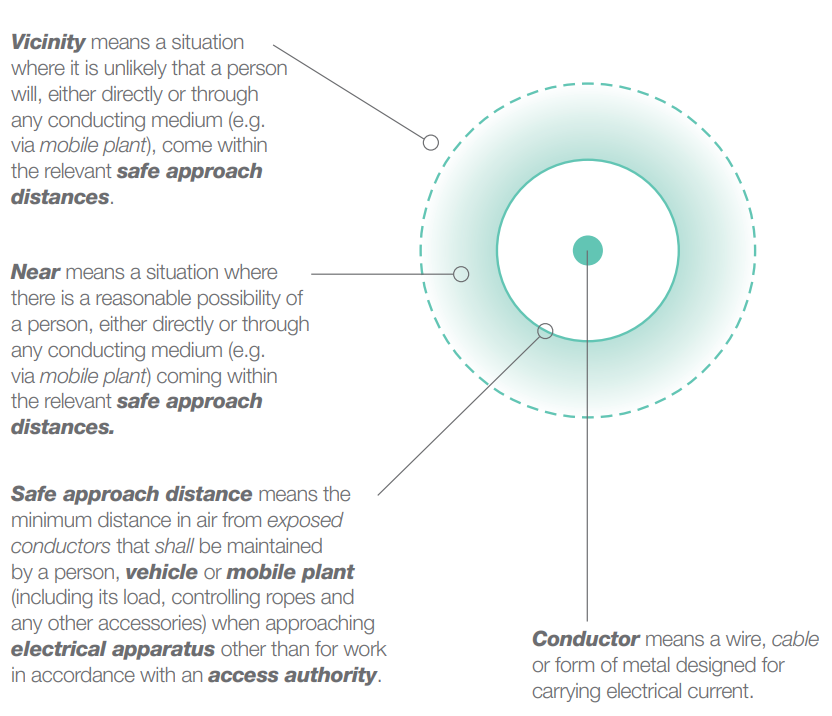 Vicinity means a situation
where it is unlikely that a person
will, either directly or through
any conducting medium (e.g.
via mobile plant), come within
the relevant safe approach
distances.
Near means a situation where
there is a reasonable possibility of
a person, either directly or through
any conducting medium (e.g.
via mobile plant) coming within
the relevant safe approach
distances.
Safe approach distance means the
minimum distance in air from exposed
conductors that shall be maintained
by a person, vehicle or mobile plant
(including its load, controlling ropes and
any other accessories) when approaching
electrical apparatus other than for work
in accordance with an access authority.
Conductor means a wire, cable
or form of metal designed for
carrying electrical current.